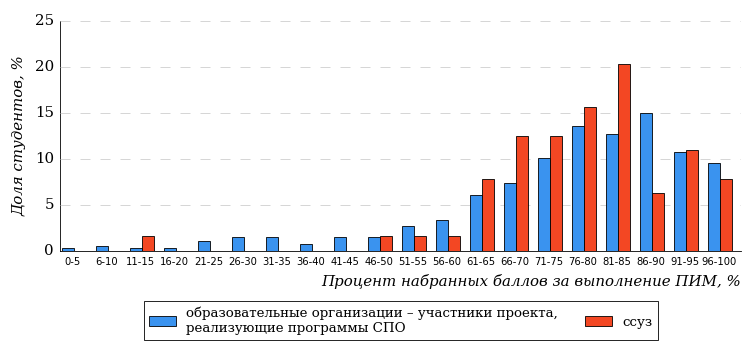 Доля студентов, %
25
20
15
10
5
0
0-5 6-10 11-15 16-20 21-25 26-30 31-35 36-40 41-45 46-50 51-55 56-60 61-65 66-70 71-75 76-80 81-85 86-90 91-95 96-100
Процент набранных баллов за выполнение ПИМ, %
образовательные организации – участники проекта,
реализующие программы СПО
ссуз